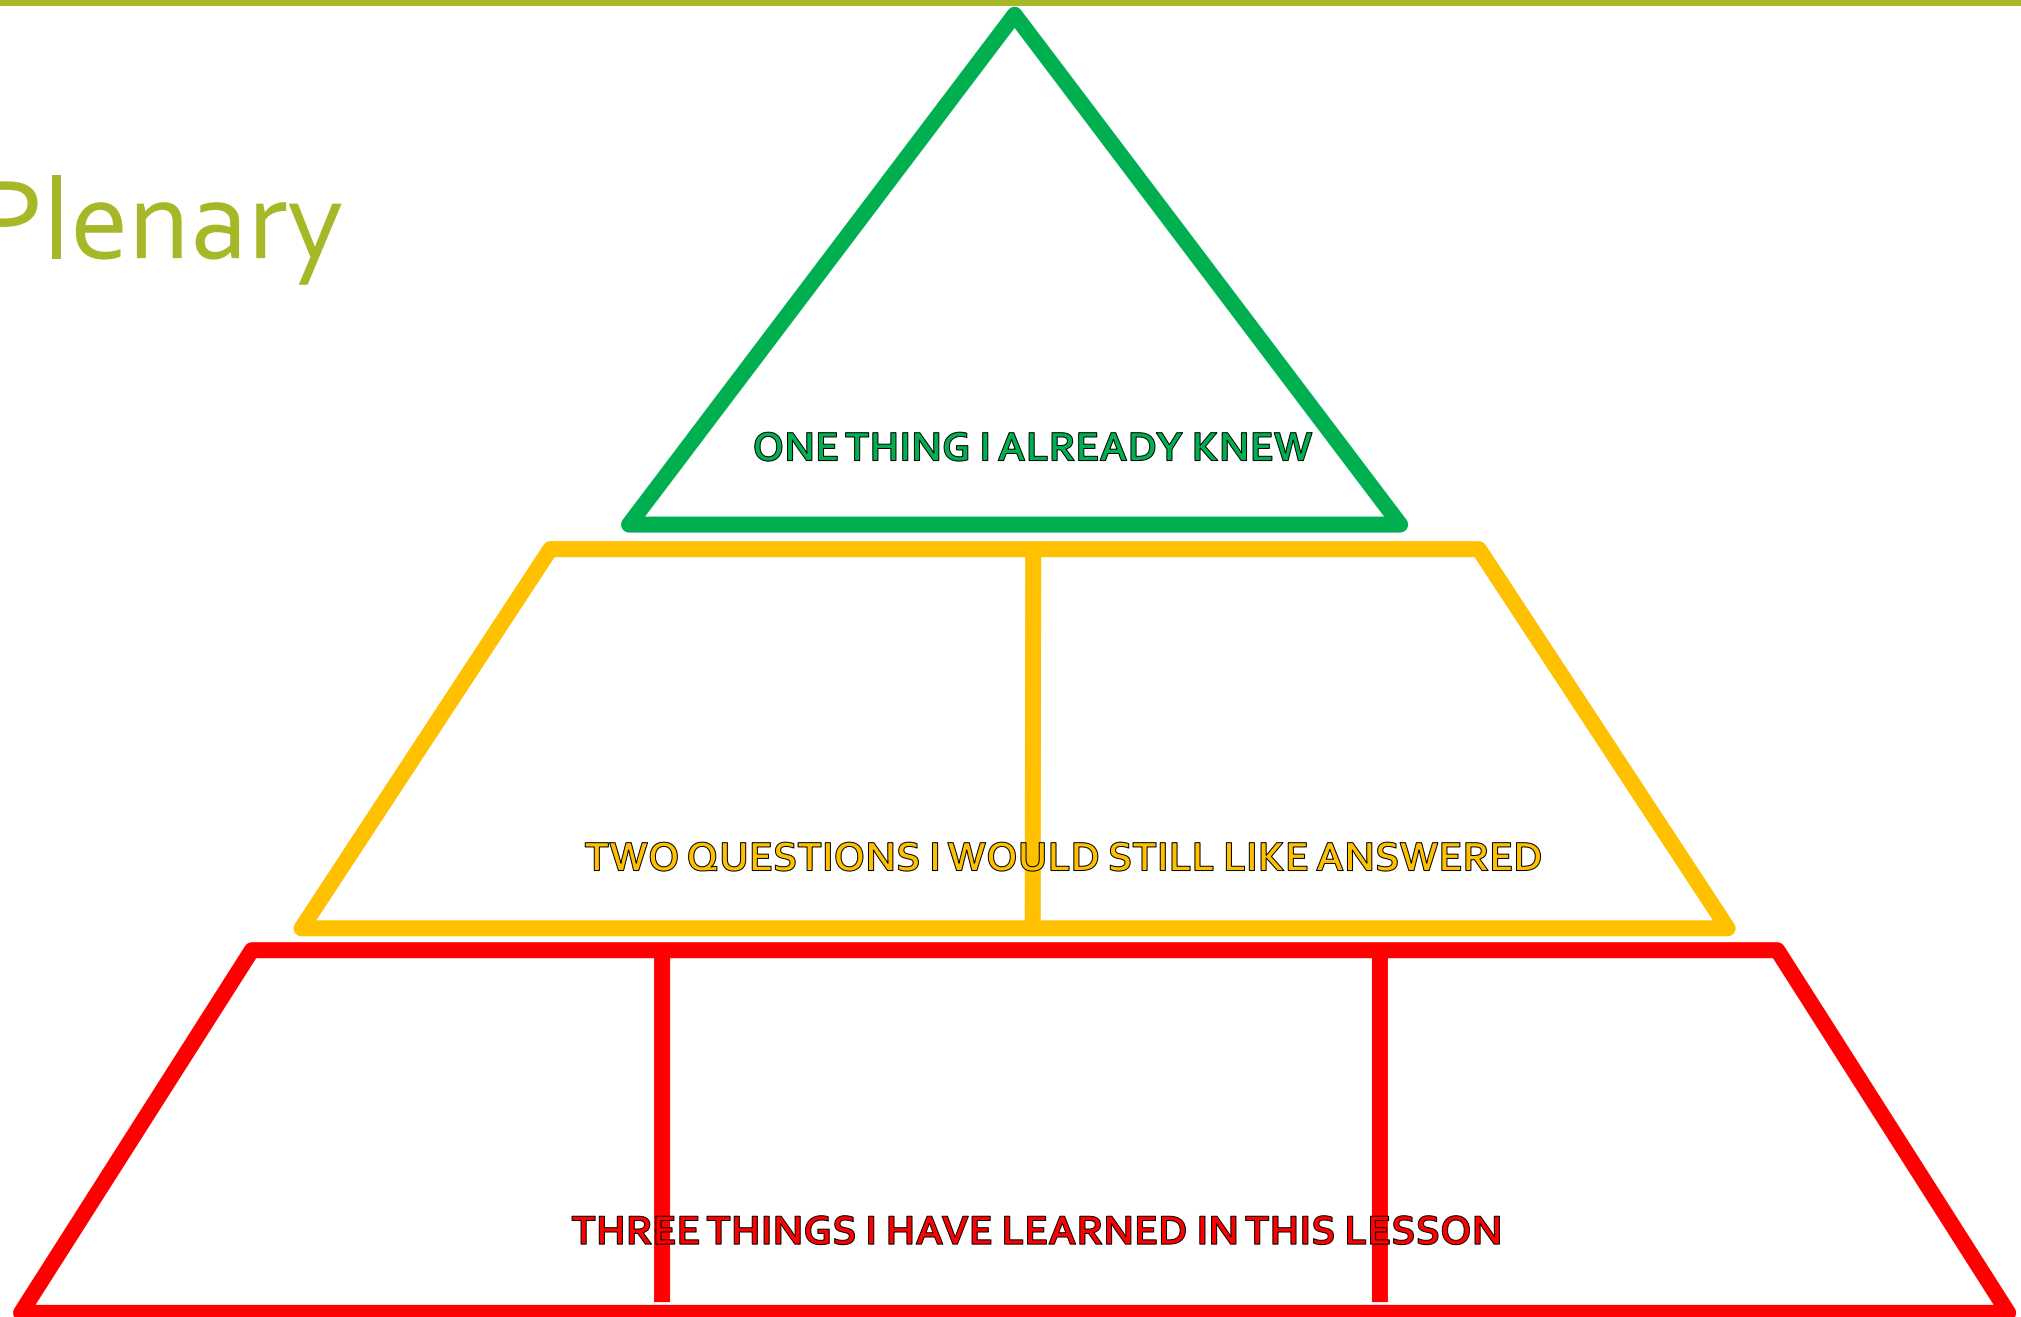 Plenary
ONE THING I ALREADY KNEW
TWO QUESTIONS I WOULD STILL LIKE ANSWERED
THREE THINGS I HAVE LEARNED IN THIS LESSON